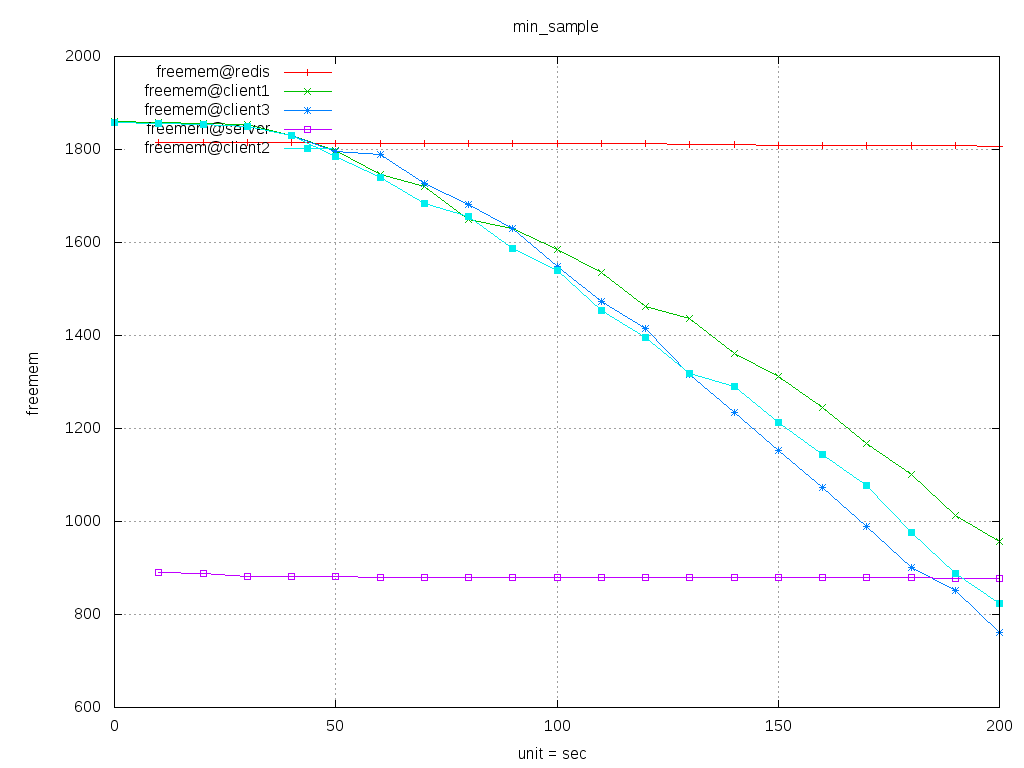 min_sample
2000
1800
1600
1400
1200
1000
800
600
freemem
freemem@redis
freemem@client1
freemem@client3
freemem@server
freemem@client2
0 50 100 150 200
unit = sec